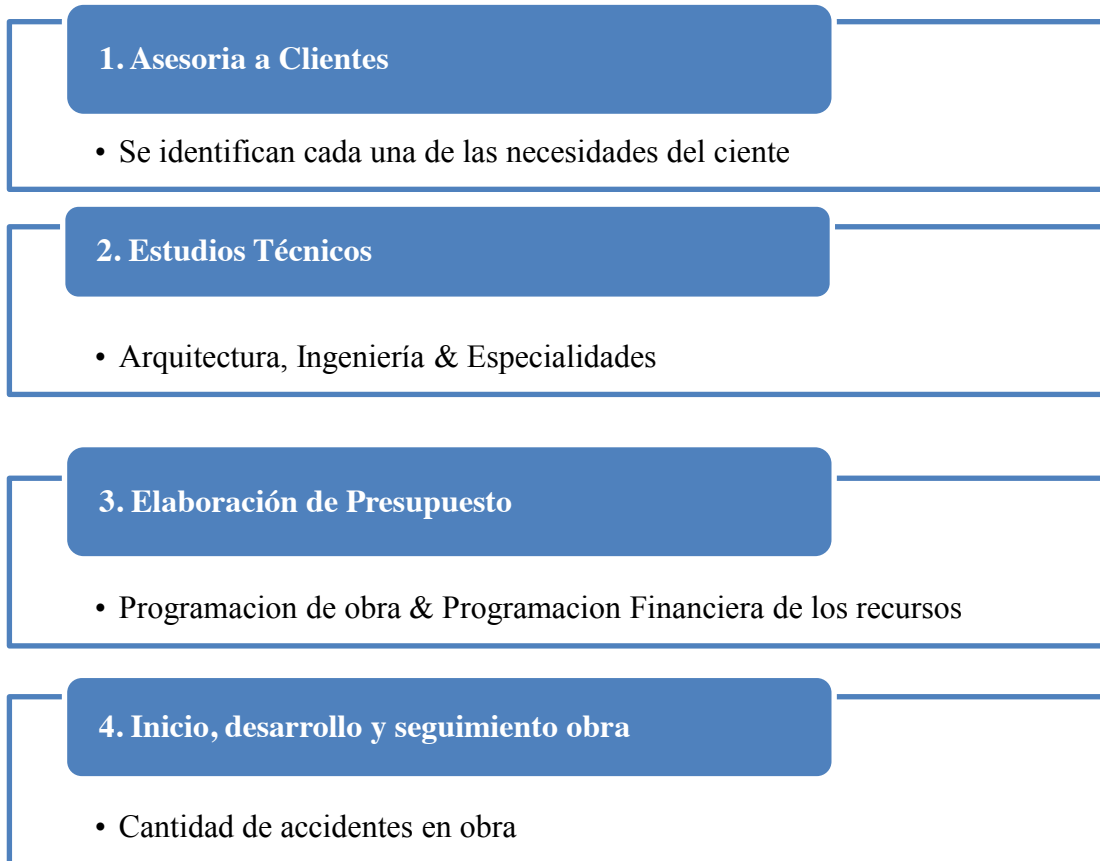 1. Asesoria a Clientes
• Se identifican cada una de las necesidades del ciente
2. Estudios Técnicos
• Arquitectura, Ingeniería & Especialidades
3. Elaboración de Presupuesto
• Programacion de obra & Programacion Financiera de los recursos
4. Inicio, desarrollo y seguimiento obra
• Cantidad de accidentes en obra